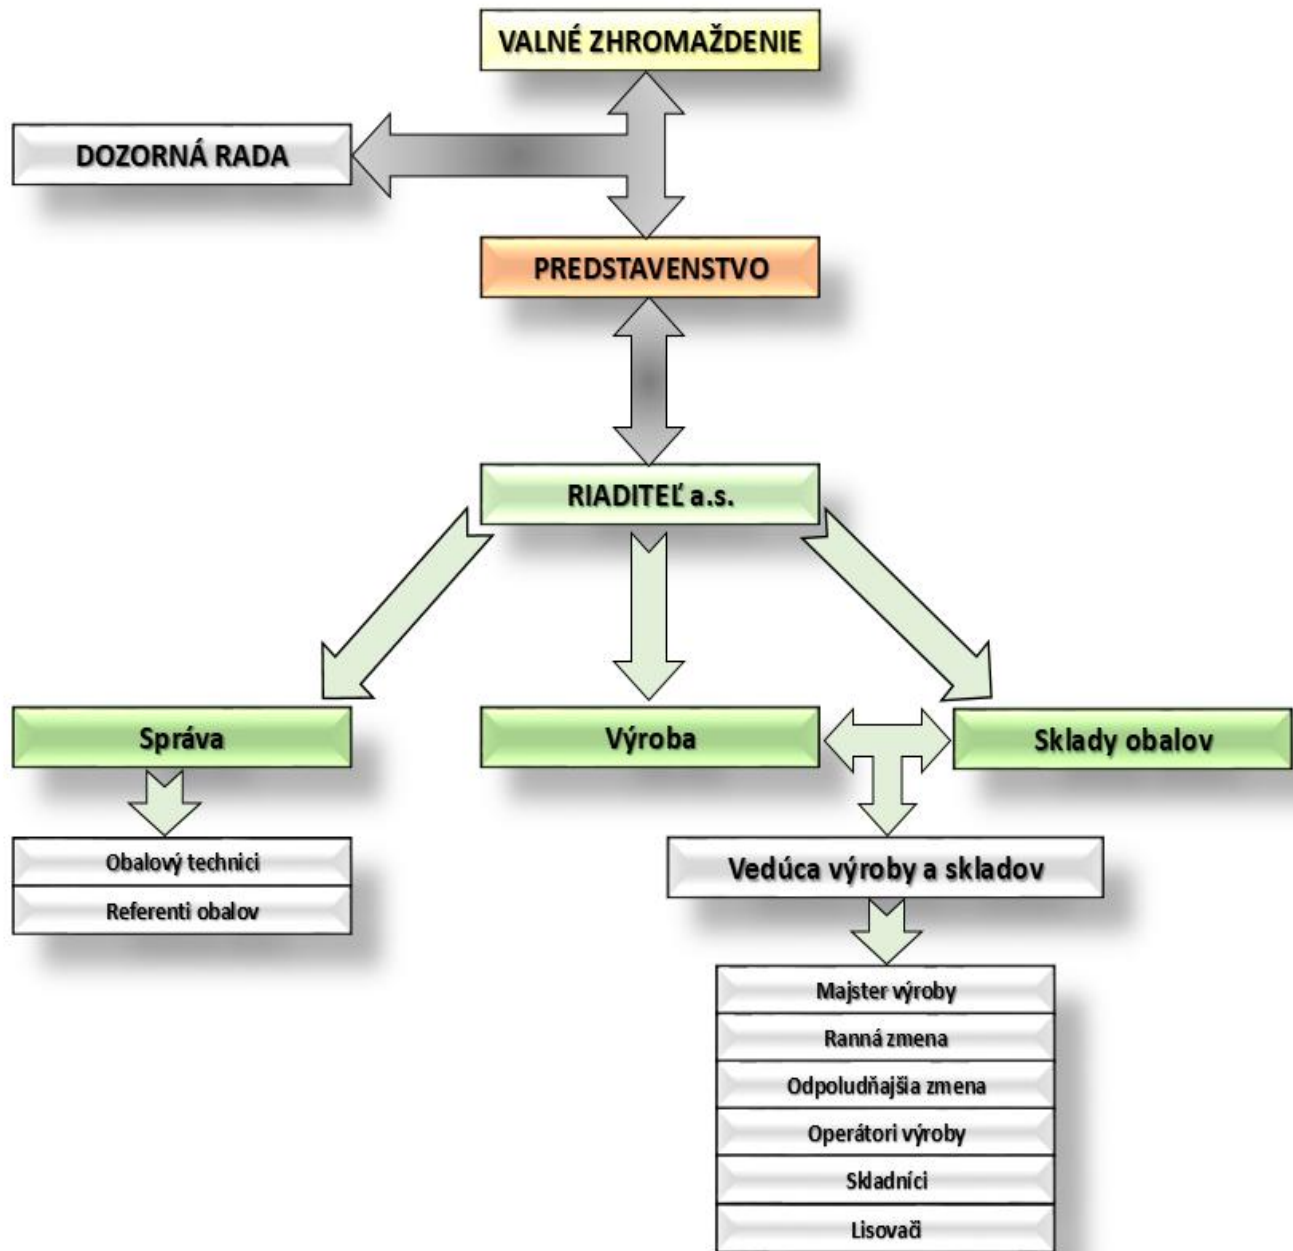 VALNÉ ZHROMAŽDENIE
DOZORNÁ RADA
PREDSTAVENSTVO
RIADITEĽ a.s.
Správa
Výroba
Sklady obalov
Obalový technici
Referenti obalov
Vedúca výroby a skladov
Majster výroby
Ranná zmena
Odpoludňajšia zmena
Operátori výroby
Skladníci
Lisovači